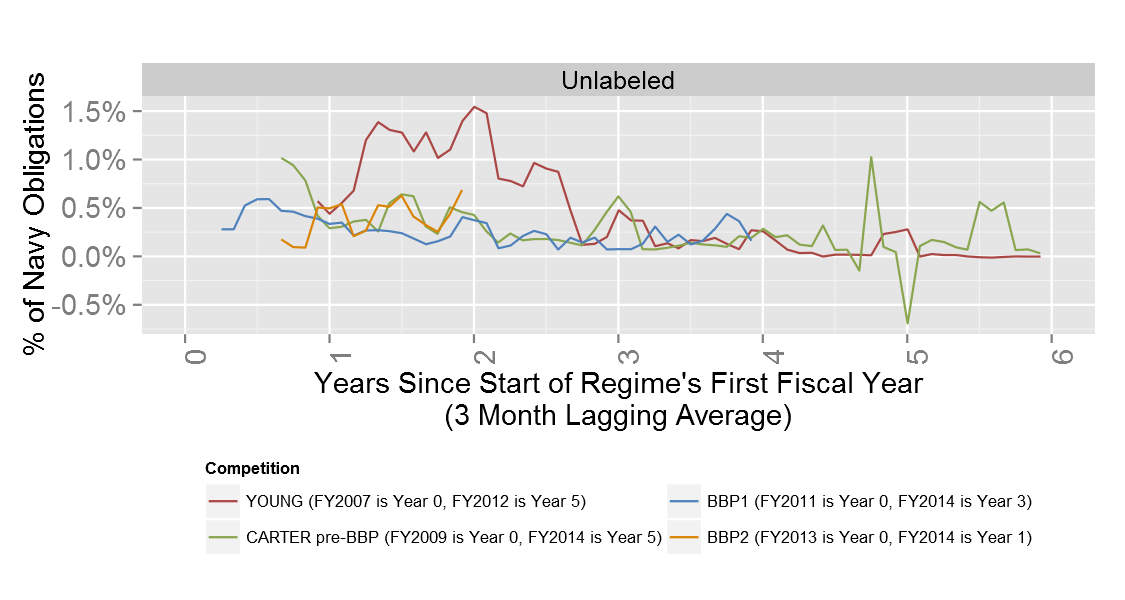 Unlabeled
% of Navy Obligations
1.5%
1.0%
0.5%
0.0%
-0.5%
0 1 2 3 4 5 6
Years Since Start of Regime's First Fiscal Year
(3 Month Lagging Average)
Competition
YOUNG (FY2007 is Year 0, FY2012 is Year 5)
BBP1 (FY2011 is Year 0, FY2014 is Year 3)
CARTER pre-BBP (FY2009 is Year 0, FY2014 is Year 5)
BBP2 (FY2013 is Year 0, FY2014 is Year 1)